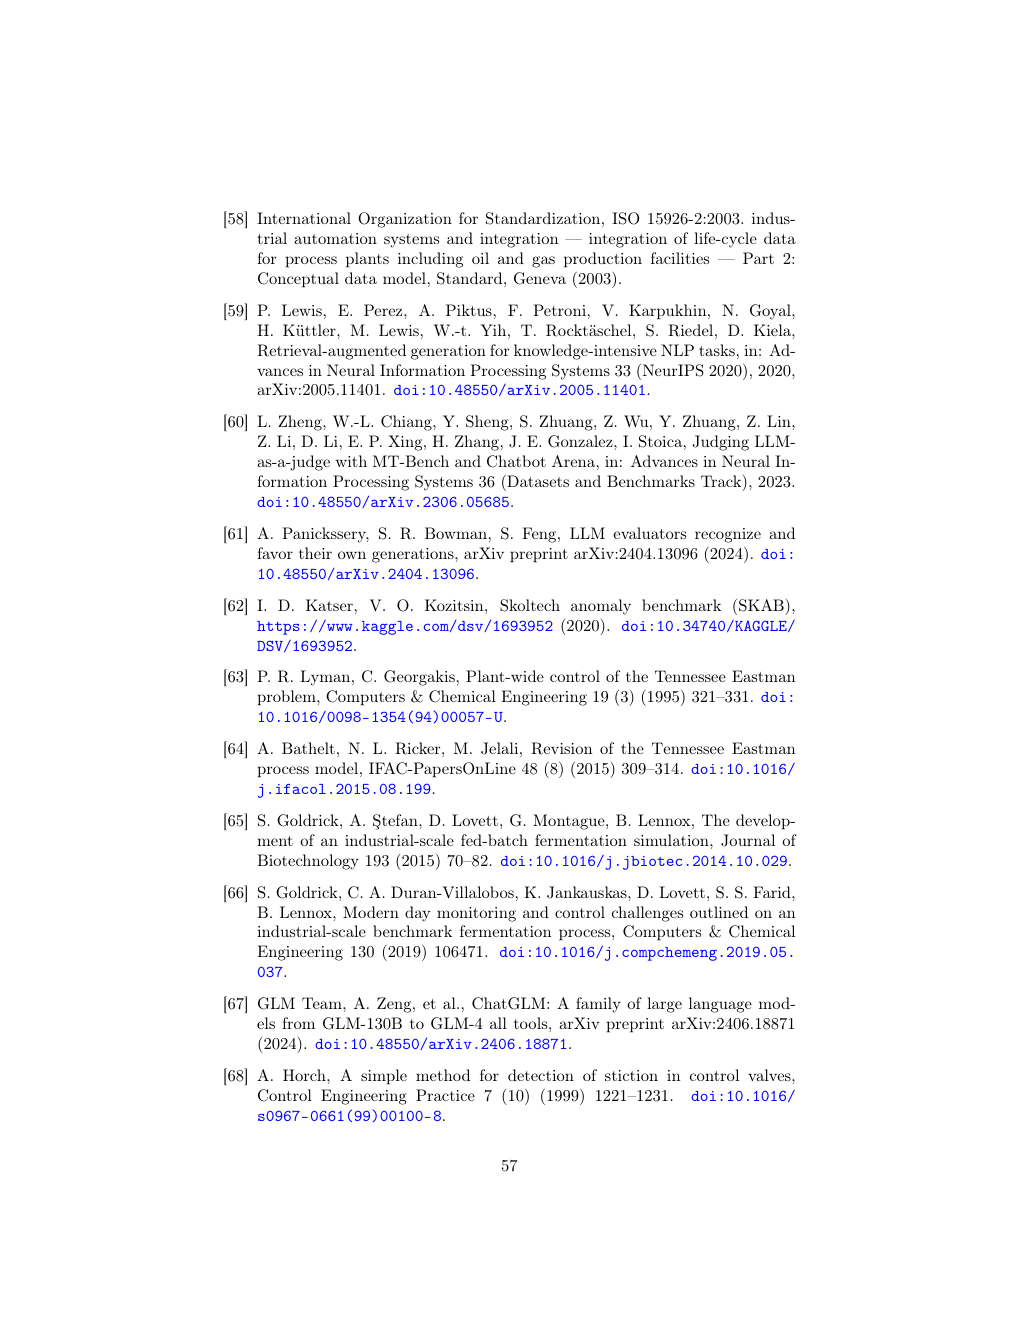 [58] International Organization for Standardization, ISO 15926-2:2003. indus-
trial automation systems and integration — integration of life-cycle data
for process plants including oil and gas production facilities — Part 2:
Conceptual data model, Standard, Geneva (2003).
[59] P. Lewis, E. Perez, A. Piktus, F. Petroni, V. Karpukhin, N. Goyal,
H. Küttler, M. Lewis, W.-t. Yih, T. Rocktäschel, S. Riedel, D. Kiela,
Retrieval-augmented generation for knowledge-intensive NLP tasks, in: Ad-
vances in Neural Information Processing Systems 33 (NeurIPS 2020), 2020,
arXiv:2005.11401. doi:10.48550/arXiv.2005.11401.
[60] L. Zheng, W.-L. Chiang, Y. Sheng, S. Zhuang, Z. Wu, Y. Zhuang, Z. Lin,
Z. Li, D. Li, E. P. Xing, H. Zhang, J. E. Gonzalez, I. Stoica, Judging LLM-
as-a-judge with MT-Bench and Chatbot Arena, in: Advances in Neural In-
formation Processing Systems 36 (Datasets and Benchmarks Track), 2023.
doi:10.48550/arXiv.2306.05685.
[61] A. Panickssery, S. R. Bowman, S. Feng, LLM evaluators recognize and
favor their own generations, arXiv preprint arXiv:2404.13096 (2024). doi:
10.48550/arXiv.2404.13096.
[62] I. D. Katser, V. O. Kozitsin, Skoltech anomaly benchmark (SKAB),
https://www.kaggle.com/dsv/1693952 (2020). doi:10.34740/KAGGLE/
DSV/1693952.
[63] P. R. Lyman, C. Georgakis, Plant-wide control of the Tennessee Eastman
problem, Computers & Chemical Engineering 19 (3) (1995) 321–331. doi:
10.1016/0098-1354(94)00057-U.
[64] A. Bathelt, N. L. Ricker, M. Jelali, Revision of the Tennessee Eastman
process model, IFAC-PapersOnLine 48 (8) (2015) 309–314. doi:10.1016/
j.ifacol.2015.08.199.
[65] S. Goldrick, A. Ştefan, D. Lovett, G. Montague, B. Lennox, The develop-
ment of an industrial-scale fed-batch fermentation simulation, Journal of
Biotechnology 193 (2015) 70–82. doi:10.1016/j.jbiotec.2014.10.029.
[66] S. Goldrick, C. A. Duran-Villalobos, K. Jankauskas, D. Lovett, S. S. Farid,
B. Lennox, Modern day monitoring and control challenges outlined on an
industrial-scale benchmark fermentation process, Computers & Chemical
Engineering 130 (2019) 106471. doi:10.1016/j.compchemeng.2019.05.
037.
[67] GLM Team, A. Zeng, et al., ChatGLM: A family of large language mod-
els from GLM-130B to GLM-4 all tools, arXiv preprint arXiv:2406.18871
(2024). doi:10.48550/arXiv.2406.18871.
[68] A. Horch, A simple method for detection of stiction in control valves,
Control Engineering Practice 7 (10) (1999) 1221–1231. doi:10.1016/
s0967-0661(99)00100-8.
57